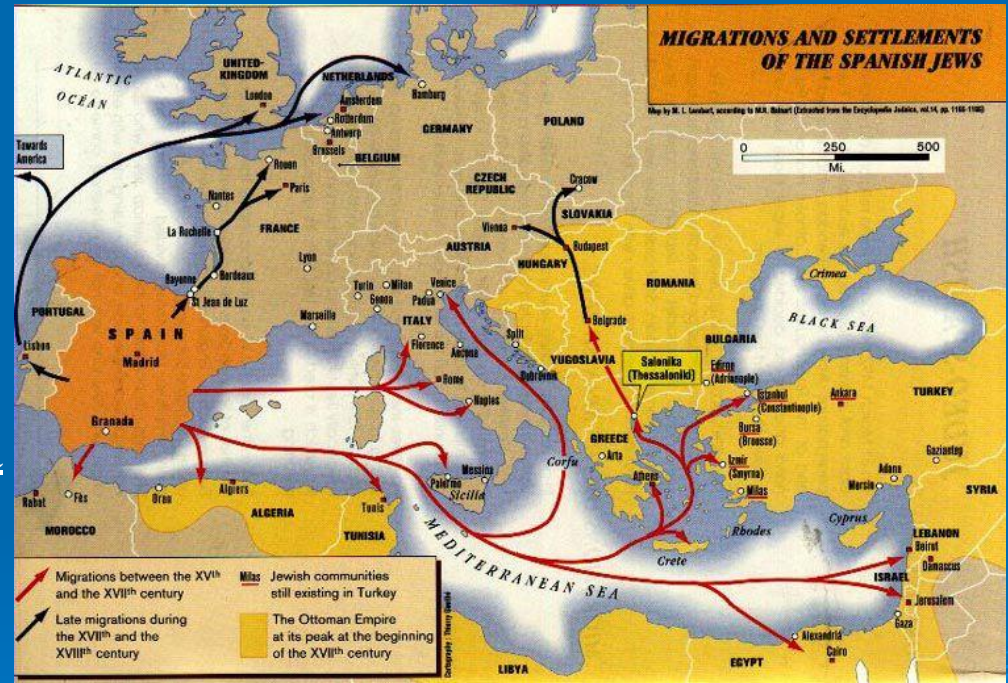 MIGRATIONS AND SETTLEMENTS
OF THE SPANISH JEWS
0 250 500
Mi.
ATLANTIC
OCÉAN
Towards
America
UNITED-
KINGDOM
London
NETHERLANDS
Amsterdam
Rotterdam
Antwerp
Brussels
BELGIUM
Hamburg
GERMANY
POLAND
CZECH
REPUBLIC
Cracow
SLOVAKIA
Vienna
AUSTRIA
Budapest
HUNGARY
ROMANIA
Crimea
BLACK SEA
Rouen
Paris
Nantes
La Rochelle
FRANCE
Lyon
Bayonne
Bordeaux
St Jean de Luz
Marseille
Turin
Milan
Genoa
Padua
Venice
ITALY
Florence
Ancona
Rome
Naples
Split
Dubrovnik
YUGOSLAVIA
Belgrade
BULGARIA
Salonika
(Thessaloniki)
Edirne
(Adrianople)
Istanbul
(Constantinople)
Bursa
(Brousse)
Ankara
TURKEY
Izmir
(Smyrna)
Milas
GREECE
Arta
Athens
Corfu
Gaziantep
Adana
Mersin
SYRIA
PORTUGAL
Lisbon
SPAIN
Madrid
Granada
Rabat
Fès
MOROCCO
Oran
Algiers
ALGERIA
Tunis
TUNISIA
Palermo
Messina
Sicilia
MEDITERRANEAN SEA
Crete
Rhodes
Cyprus
LEBANON
Beirut
Damascus
ISRAEL
Jerusalem
Gaza
Alexandria
Cairo
EGYPT
LIBYA
Migrations between the XVth
and the XVIIth century
Late migrations during
the XVIIth and the
XVIIIth century
Milas
Jewish communities
still existing in Turkey
The Ottoman Empire
at its peak at the beginning
of the XVIIth century